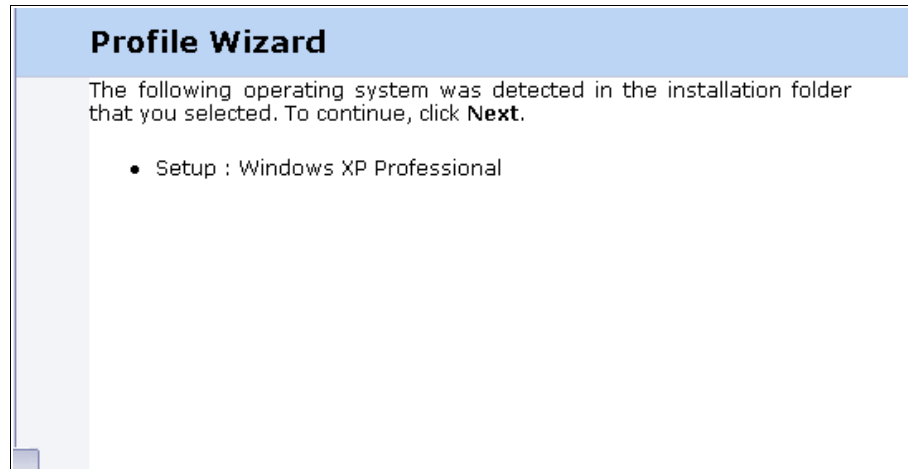 Profile Wizard
The following operating system was detected in the installation folder
that you selected. To continue, click Next.
• Setup : Windows XP Professional